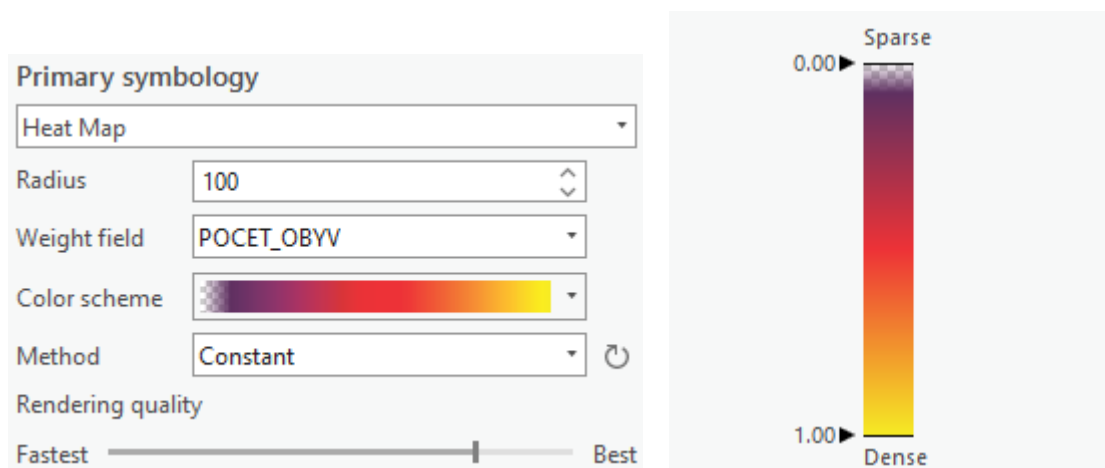 Primary symbology
Heat Map
Radius 100
Weight field POCET_OBYV
Color scheme
Method Constant
Rendering quality
Fastest Best
Sparse
0.00
1.00
Dense